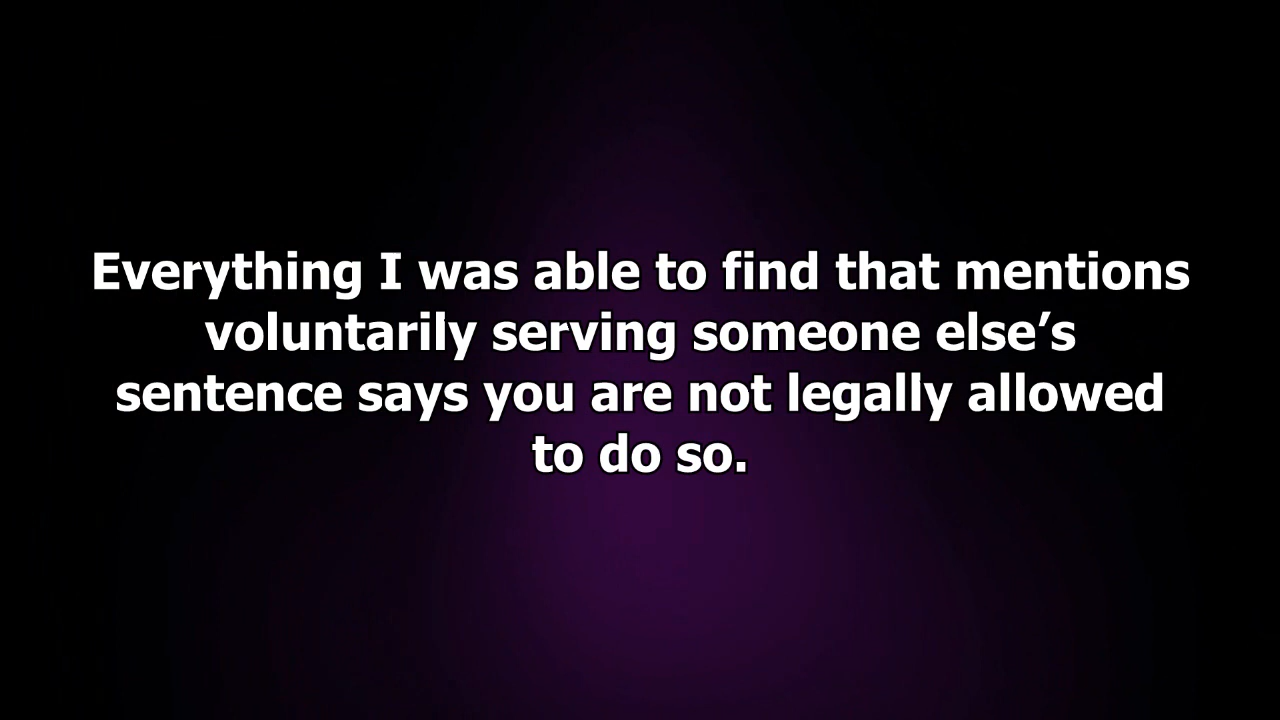 Everything I was able to find that mentions
voluntarily serving someone else’s
sentence says you are not legally allowed
to do so.